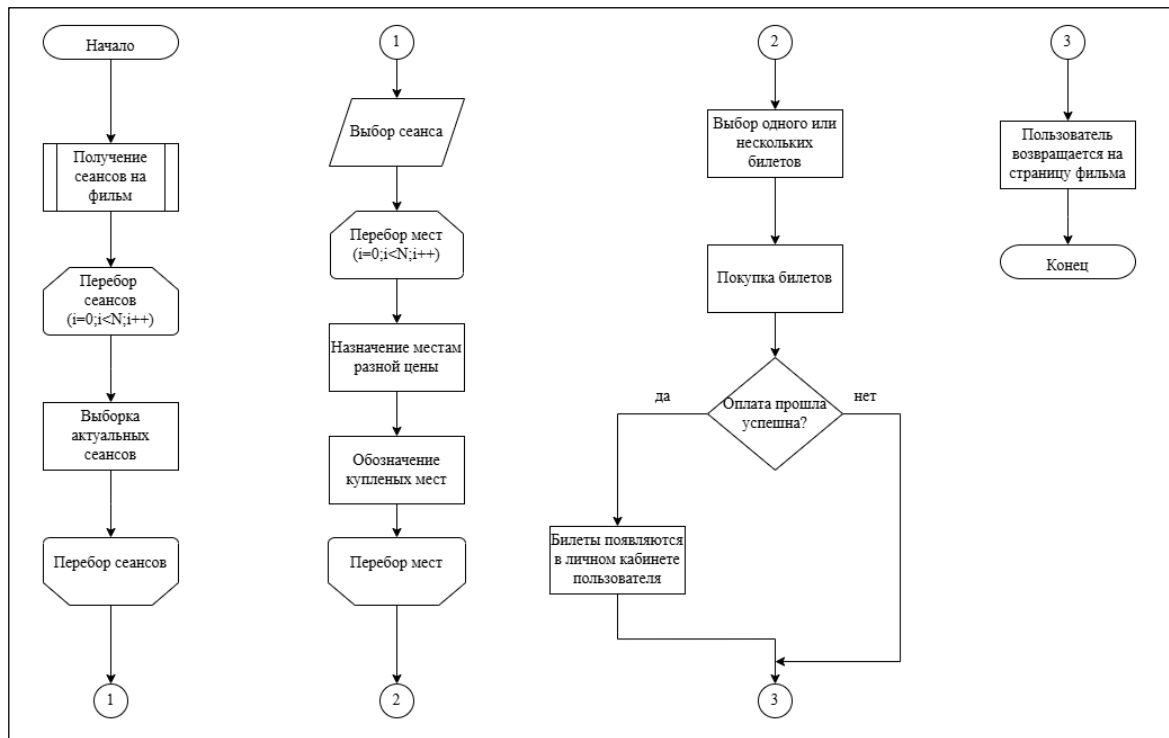 Начало
Получение
сеансов на
фильм
Перебор
сеансов
(i=0;i<N;i++)
Выборка
актуальных
сеансов
Перебор сеансов
1
1
Выбор сеанса
Перебор мест
(i=0;i<N;i++)
Назначение местам
разной цены
Обозначение
купленых мест
Перебор мест
2
2
Выбор одного или
нескольких
билетов
Покупка билетов
Оплата прошла
успешна?
да
нет
Билеты появляются
в личном кабинете
пользователя
3
3
Пользователь
возвращается на
страницу фильма
Конец